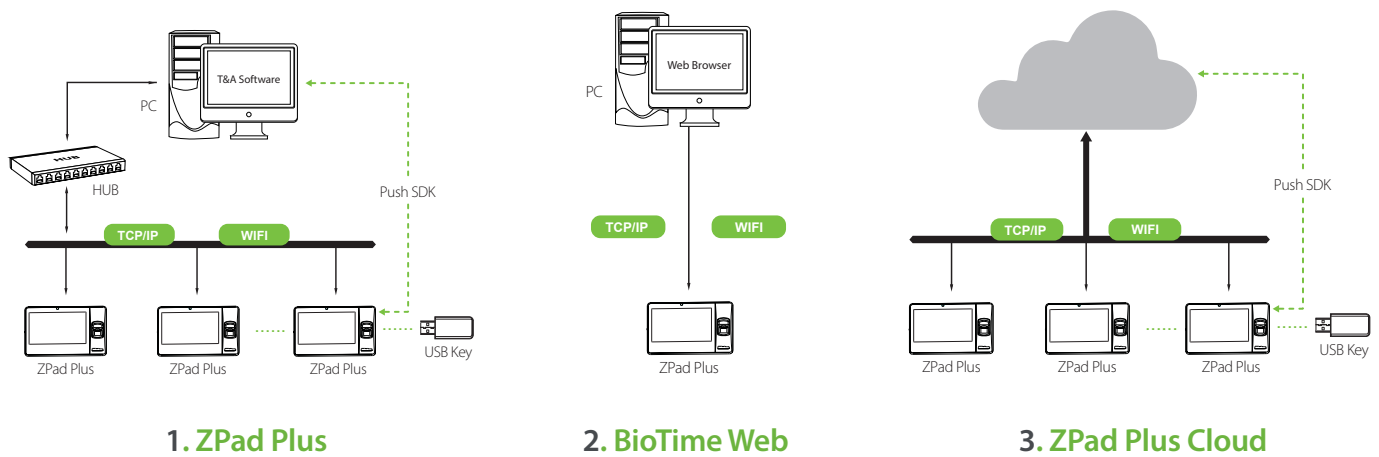 T&A Software
PC
HUB
HUB
Push SDK
TCP/IP
WIFI
ZPad Plus
ZPad Plus
ZPad Plus
USB Key
1. ZPad Plus
Web Browser
PC
TCP/IP
WIFI
ZPad Plus
2. BioTime Web
Push SDK
TCP/IP
WIFI
ZPad Plus
ZPad Plus
ZPad Plus
USB Key
3. ZPad Plus Cloud